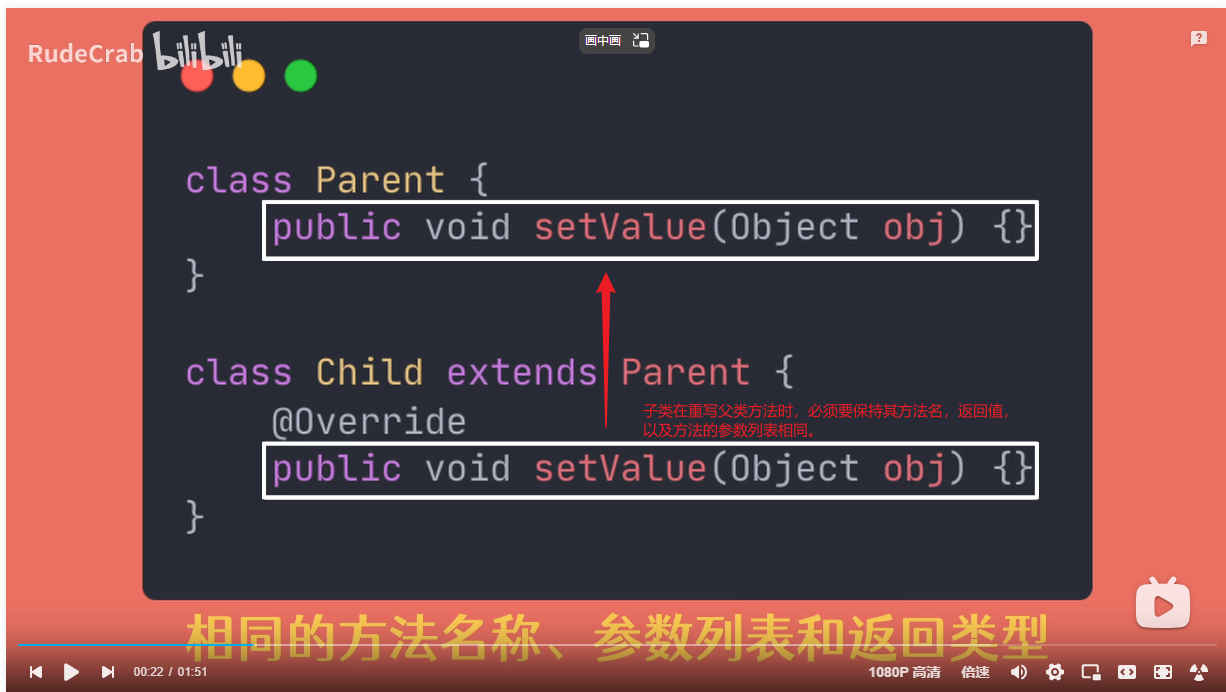 画中画
RudeCrab bilibili
class Parent {
public void setValue(Object obj) {}
}
class Child extends Parent {
@Override
子类在重写父类方法时，必须要保持其方法名，返回值，
以及方法的参数列表相同。
public void setValue(Object obj) {}
}
相同的方法名称、参数列表和返回类型
00:22 / 01:51
1080P 高清
倍速